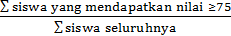 ∑ siswa yang mendapatkan nilai ≥75
∑ siswa seluruhnya